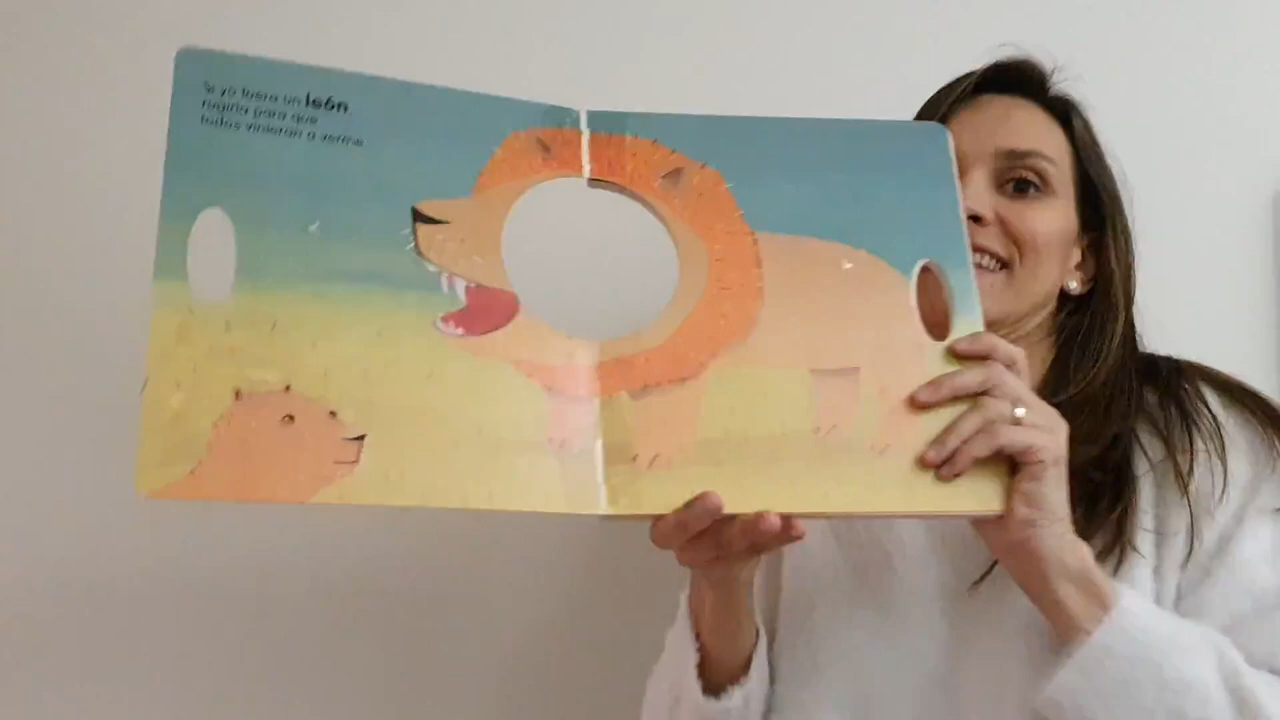 Si yo fuera un león,
rugiría para que
todos vinieran a verme.